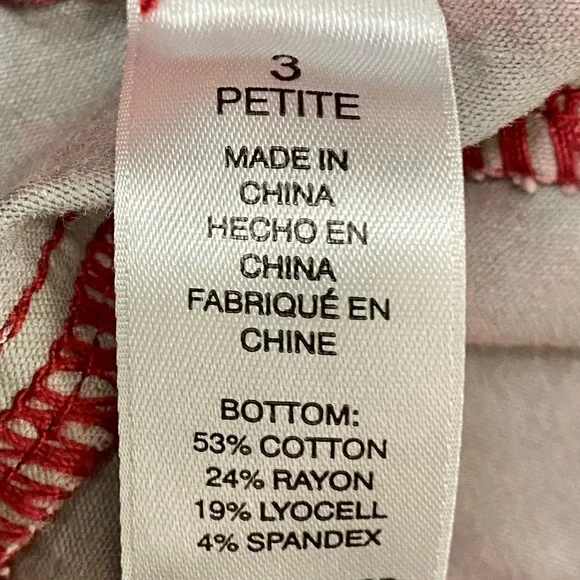 3
PETITE
MADE IN
CHINA
HECHO EN
CHINA
FABRIQUÉ EN
CHINE
BOTTOM:
53% COTTON
24% RAYON
19% LYOCELL
4% SPANDEX